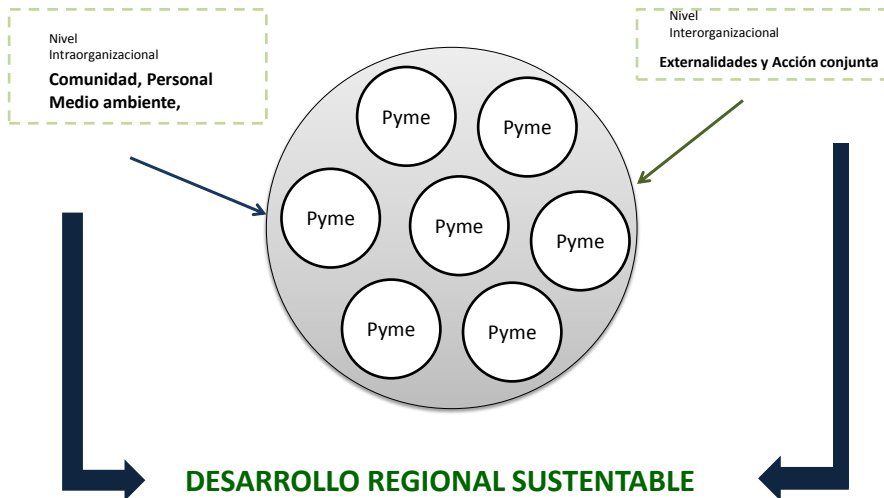 Nivel
Intraorganizacional
Comunidad, Personal
Medio ambiente,
Nivel
Interorganizacional
Externalidades y Acción conjunta
Pyme
Pyme
Pyme
Pyme
Pyme
Pyme
Pyme
DESARROLLO REGIONAL SUSTENTABLE